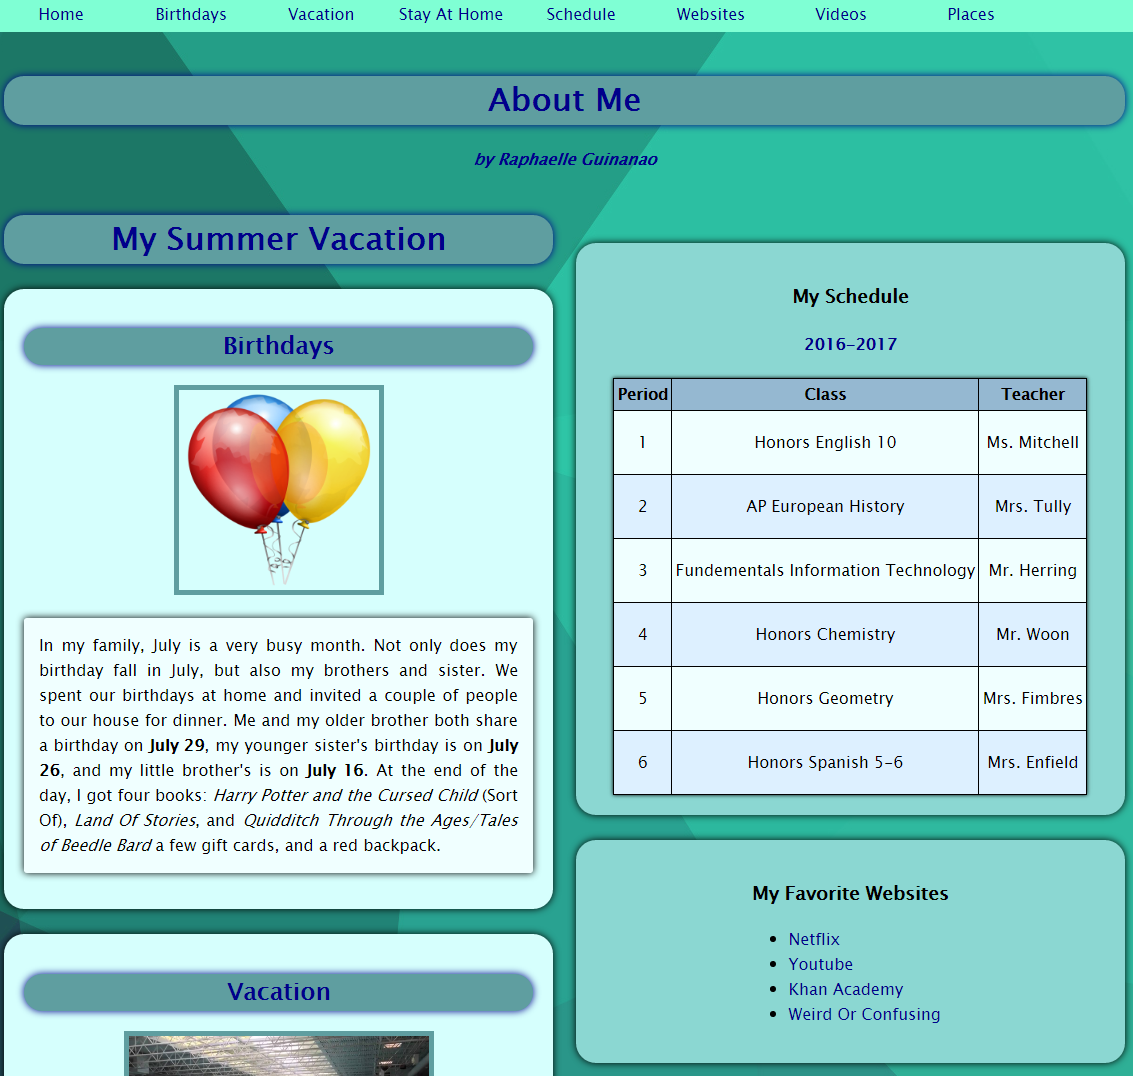 Home Birthdays Vacation Stay At Home Schedule Websites Videos Places
About Me
by Raphaelle Guinanao
My Summer Vacation
Birthdays
In my family, July is a very busy month. Not only does my
birthday fall in July, but also my brothers and sister. We
spent our birthdays at home and invited a couple of people
to our house for dinner. Me and my older brother both share
a birthday on July 29, my younger sister's birthday is on July
26, and my little brother's is on July 16. At the end of the
day, I got four books: Harry Potter and the Cursed Child (Sort
Of), Land Of Stories, and Quidditch Through the Ages/Tales
of Beedle Bard a few gift cards, and a red backpack.
Vacation
My Schedule
2016-2017
Period Class Teacher
1 Honors English 10 Ms. Mitchell
2 AP European History Mrs. Tully
3 Fundementals Information Technology Mr. Herring
4 Honors Chemistry Mr. Woon
5 Honors Geometry Mrs. Fimbres
6 Honors Spanish 5-6 Mrs. Enfield
My Favorite Websites
Netflix
Youtube
Khan Academy
Weird Or Confusing